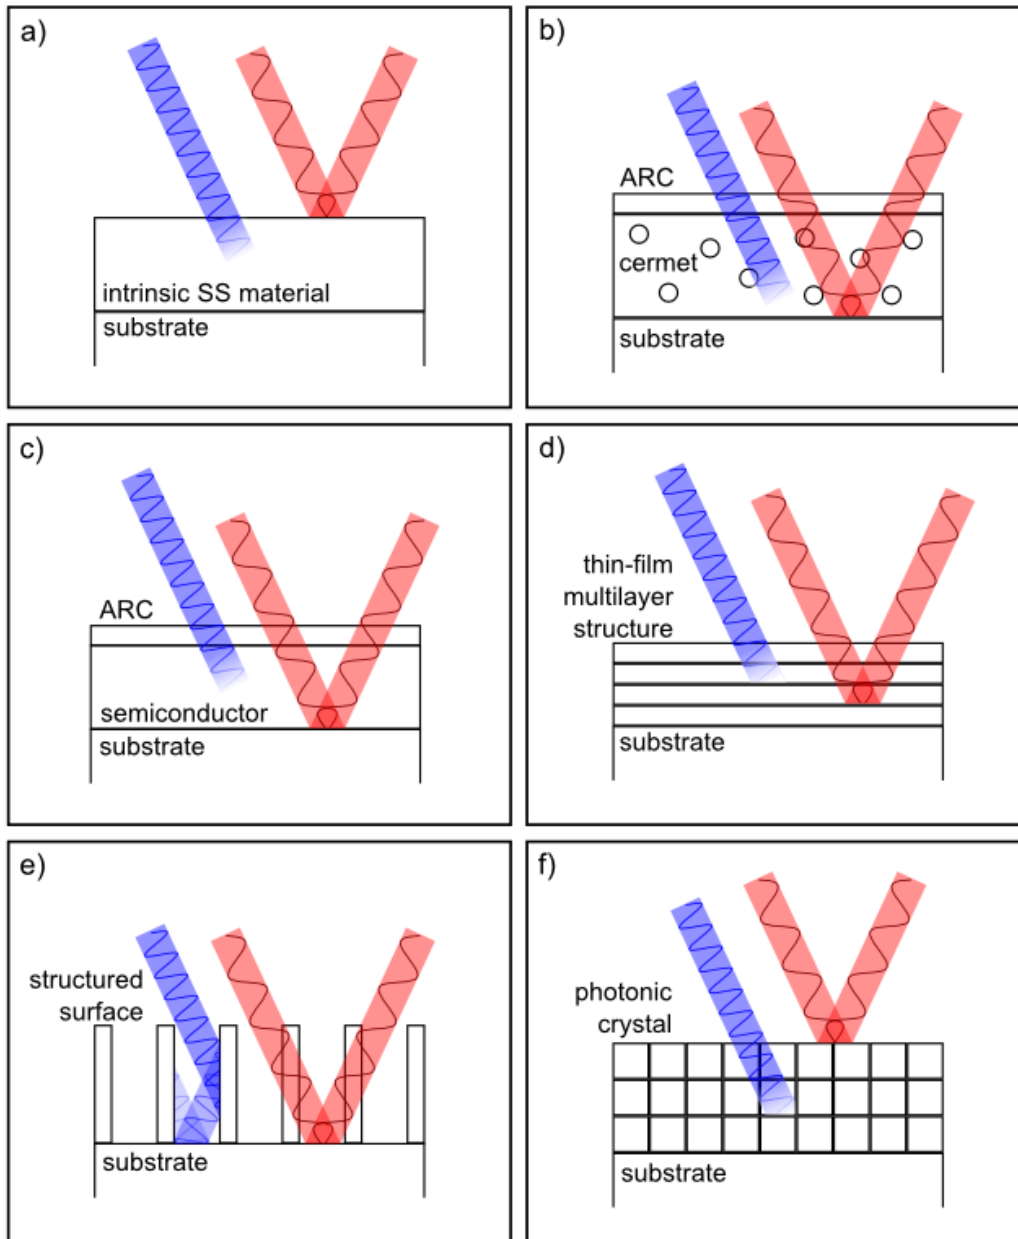 a)
intrinsic SS material
substrate
b)
ARC
cermet
substrate
c)
ARC
semiconductor
substrate
d)
thin-film
multilayer
structure
substrate
e)
structured
surface
substrate
f)
photonic
crystal
substrate